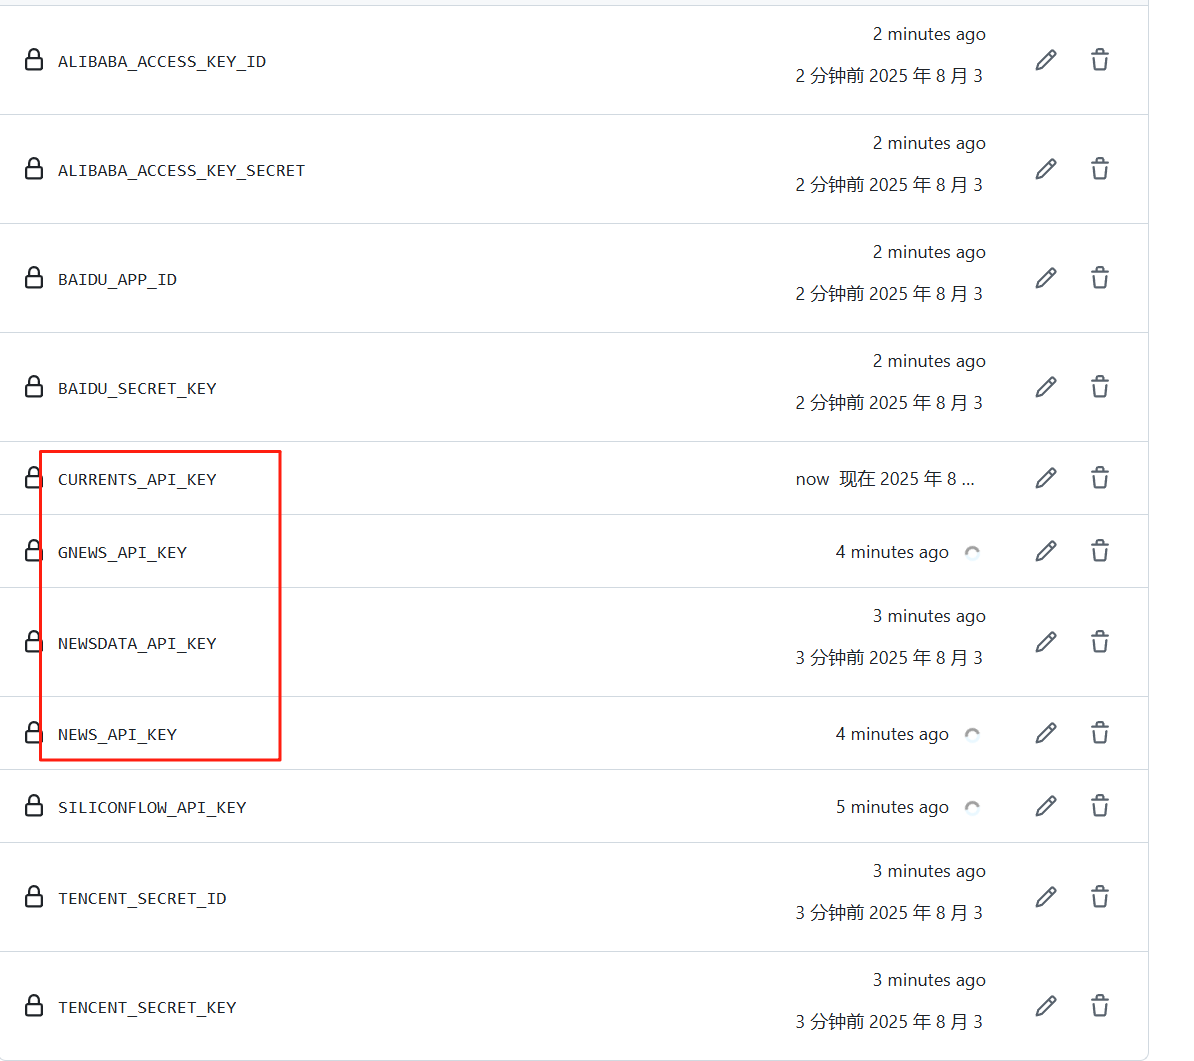 2 minutes ago
ALIBABA_ACCESS_KEY_ID
2 分钟前 2025 年 8 月 3
2 minutes ago
ALIBABA_ACCESS_KEY_SECRET
2 分钟前 2025 年 8 月 3
2 minutes ago
BAIDU_APP_ID
2 分钟前 2025 年 8 月 3
2 minutes ago
BAIDU_SECRET_KEY
2 分钟前 2025 年 8 月 3
CURRENTS_API_KEY now 现在 2025 年 8 ...
GNEWS_API_KEY 4 minutes ago
3 minutes ago
NEWSDATA_API_KEY
3 分钟前 2025 年 8 月 3
NEWS_API_KEY 4 minutes ago
SILICONFLOW_API_KEY 5 minutes ago
3 minutes ago
TENCENT_SECRET_ID
3 分钟前 2025 年 8 月 3
3 minutes ago
TENCENT_SECRET_KEY
3 分钟前 2025 年 8 月 3